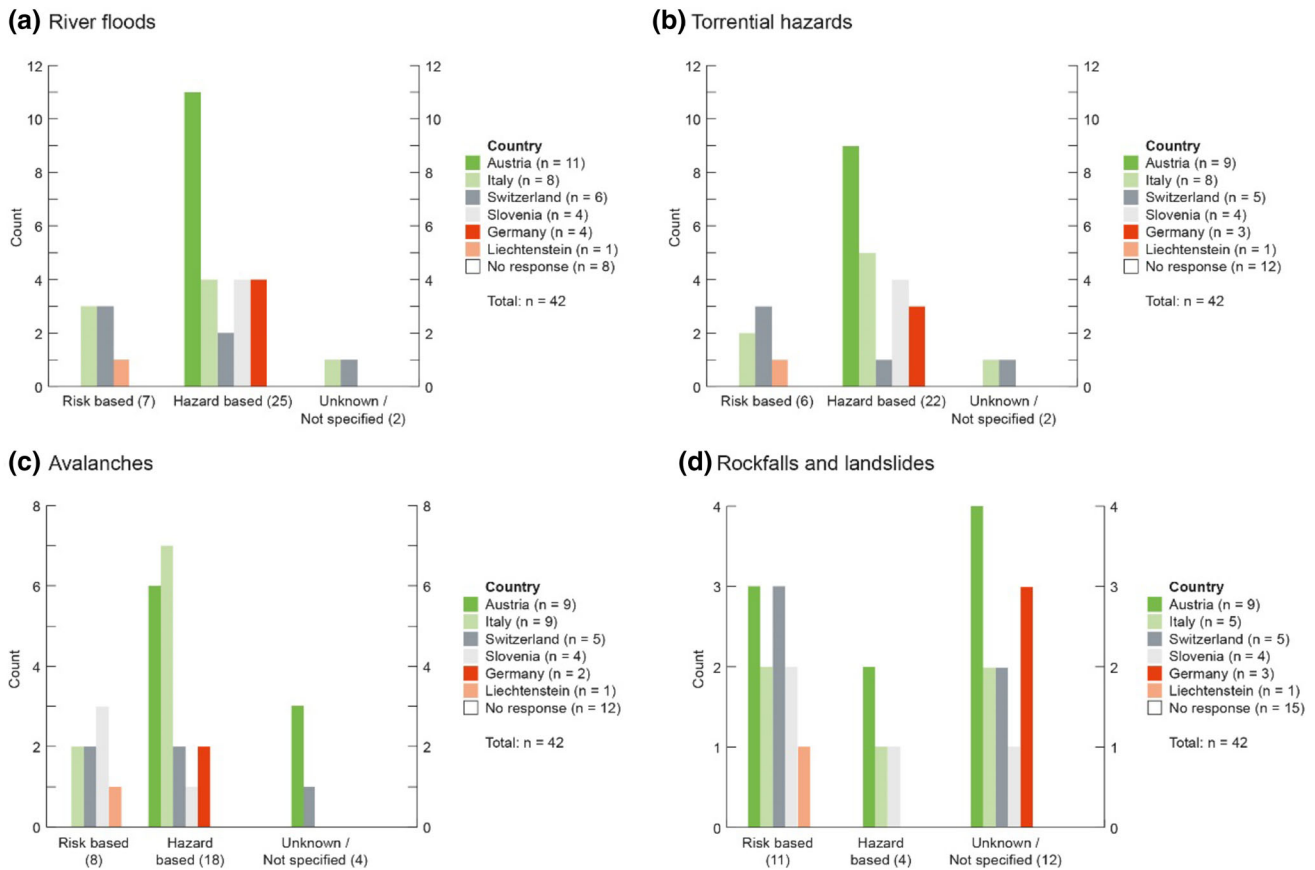 (a) River floods
12
10
8
6
4
2
0
Count
12
10
8
6
4
2
0
Risk based (7)
Hazard based (25)
Unknown /
Not specified (2)
Country
Austria (n = 11)
Italy (n = 8)
Switzerland (n = 6)
Slovenia (n = 4)
Germany (n = 4)
Liechtenstein (n = 1)
No response (n = 8)
Total: n = 42
(b) Torrential hazards
12
10
8
6
4
2
0
Count
12
10
8
6
4
2
0
Risk based (6)
Hazard based (22)
Unknown /
Not specified (2)
Country
Austria (n = 9)
Italy (n = 8)
Switzerland (n = 5)
Slovenia (n = 4)
Germany (n = 3)
Liechtenstein (n = 1)
No response (n = 12)
Total: n = 42
(c) Avalanches
8
6
4
2
0
Count
8
6
4
2
0
Risk based
(8)
Hazard
based (18)
Unknown /
Not specified (4)
Country
Austria (n = 9)
Italy (n = 9)
Switzerland (n = 5)
Slovenia (n = 4)
Germany (n = 2)
Liechtenstein (n = 1)
No response (n = 12)
Total: n = 42
(d) Rockfalls and landslides
4
3
2
1
0
Count
4
3
2
1
0
Risk based
(11)
Hazard
based (4)
Unknown /
Not specified (12)
Country
Austria (n = 9)
Italy (n = 5)
Switzerland (n = 5)
Slovenia (n = 4)
Germany (n = 3)
Liechtenstein (n = 1)
No response (n = 15)
Total: n = 42